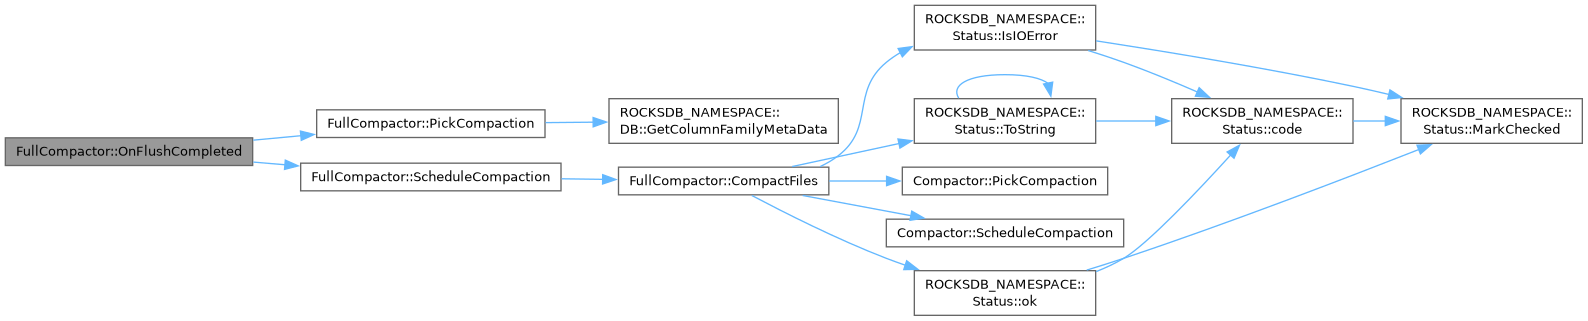 FullCompactor::OnFlushCompleted
FullCompactor::PickCompaction
FullCompactor::ScheduleCompaction
ROCKSDB_NAMESPACE::
DB::GetColumnFamilyMetaData
FullCompactor::CompactFiles
ROCKSDB_NAMESPACE::
Status::IsIOError
ROCKSDB_NAMESPACE::
Status::ToString
Compactor::PickCompaction
Compactor::ScheduleCompaction
ROCKSDB_NAMESPACE::
Status::ok
ROCKSDB_NAMESPACE::
Status::code
ROCKSDB_NAMESPACE::
Status::MarkChecked